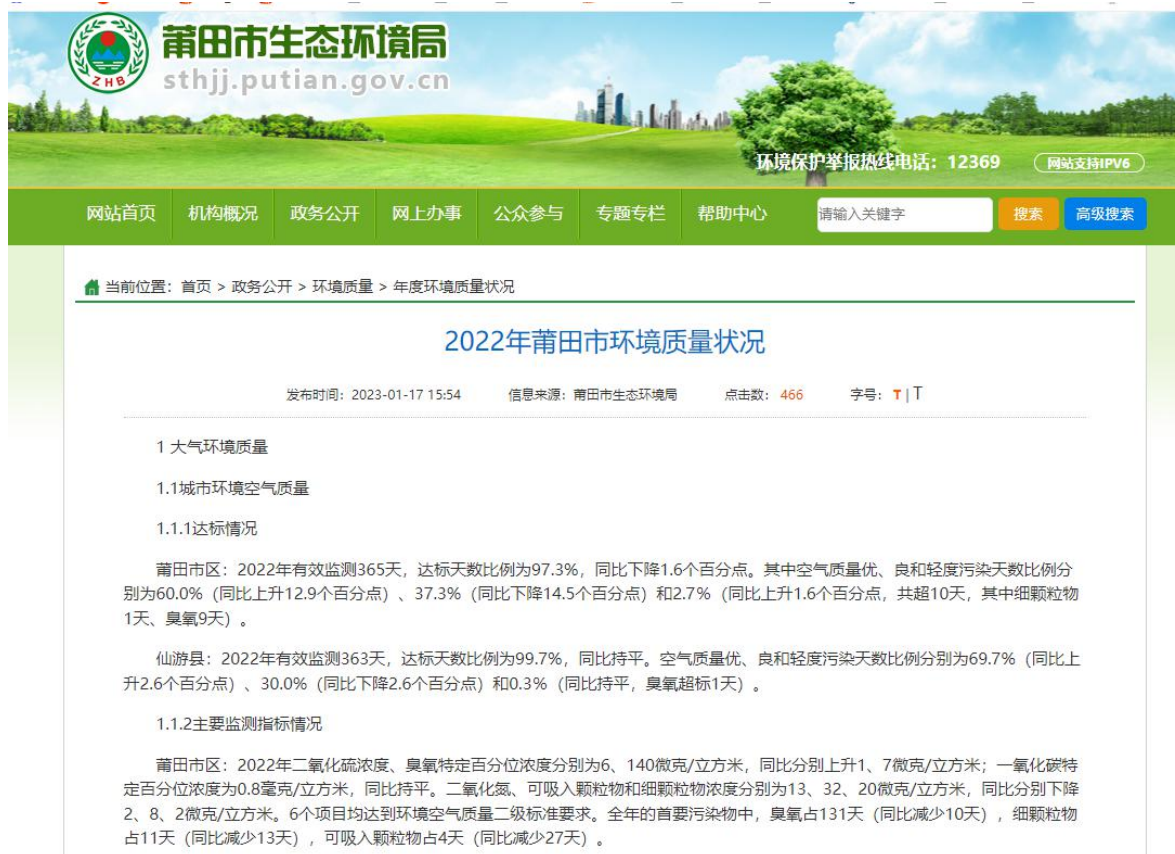 莆田市生态环境局
sthjj.putian.gov.cn
ZHB
环境保护举报热线电话：12369
网站支持IPV6
网站首页 机构概况 政务公开 网上办事 公众参与 专题专栏 帮助中心 请输入关键字 搜索 高级搜索
当前位置：首页 > 政务公开 > 环境质量 > 年度环境质量状况
2022年莆田市环境质量状况
发布时间：2023-01-17 15:54 信息来源：莆田市生态环境局 点击数：466 字号：T | T
1 大气环境质量
1.1城市环境空气质量
1.1.1达标情况
莆田市区：2022年有效监测365天，达标天数比例为97.3%，同比下降1.6个百分点。其中空气质量优、良和轻度污染天数比例分
别为60.0%（同比上升12.9个百分点）、37.3%（同比下降14.5个百分点）和2.7%（同比上升1.6个百分点，共超10天，其中细颗粒物
1天、臭氧9天）。
仙游县：2022年有效监测363天，达标天数比例为99.7%，同比持平。空气质量优、良和轻度污染天数比例分别为69.7%（同比上
升2.6个百分点）、30.0%（同比下降2.6个百分点）和0.3%（同比持平，臭氧超标1天）。
1.1.2主要监测指标情况
莆田市区：2022年二氧化硫浓度、臭氧特定百分位浓度分别为6、140微克/立方米，同比分别上升1、7微克/立方米；一氧化碳特
定百分位浓度为0.8毫克/立方米，同比持平。二氧化氮、可吸入颗粒物和细颗粒物浓度分别为13、32、20微克/立方米，同比分别下降
2、8、2微克/立方米。6个项目均达到环境空气质量二级标准要求。全年的首要污染物中，臭氧占131天（同比减少10天），细颗粒物
占11天（同比减少13天），可吸入颗粒物占4天（同比减少27天）。